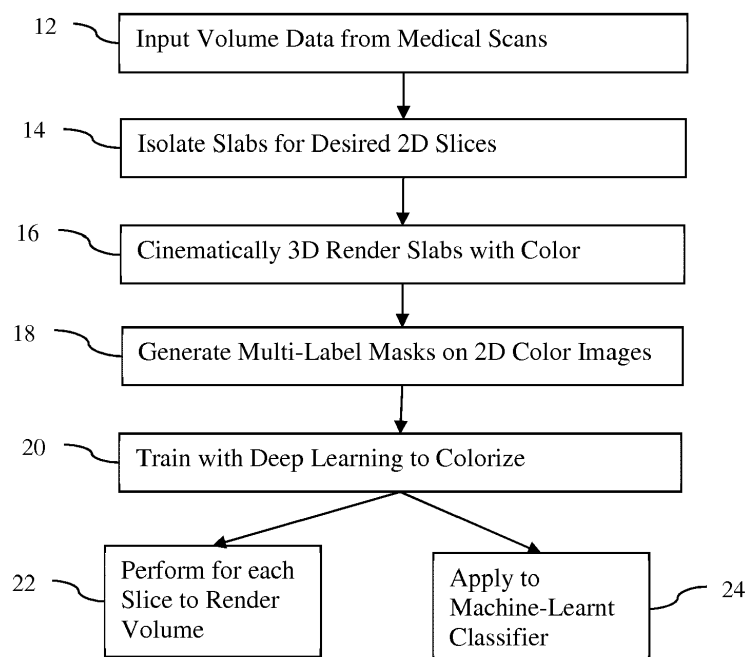 12
Input Volume Data from Medical Scans
14
Isolate Slabs for Desired 2D Slices
16
Cinematically 3D Render Slabs with Color
18
Generate Multi-Label Masks on 2D Color Images
20
Train with Deep Learning to Colorize
22
Perform for each
Slice to Render
Volume
Apply to
Machine-Learnt
Classifier
24